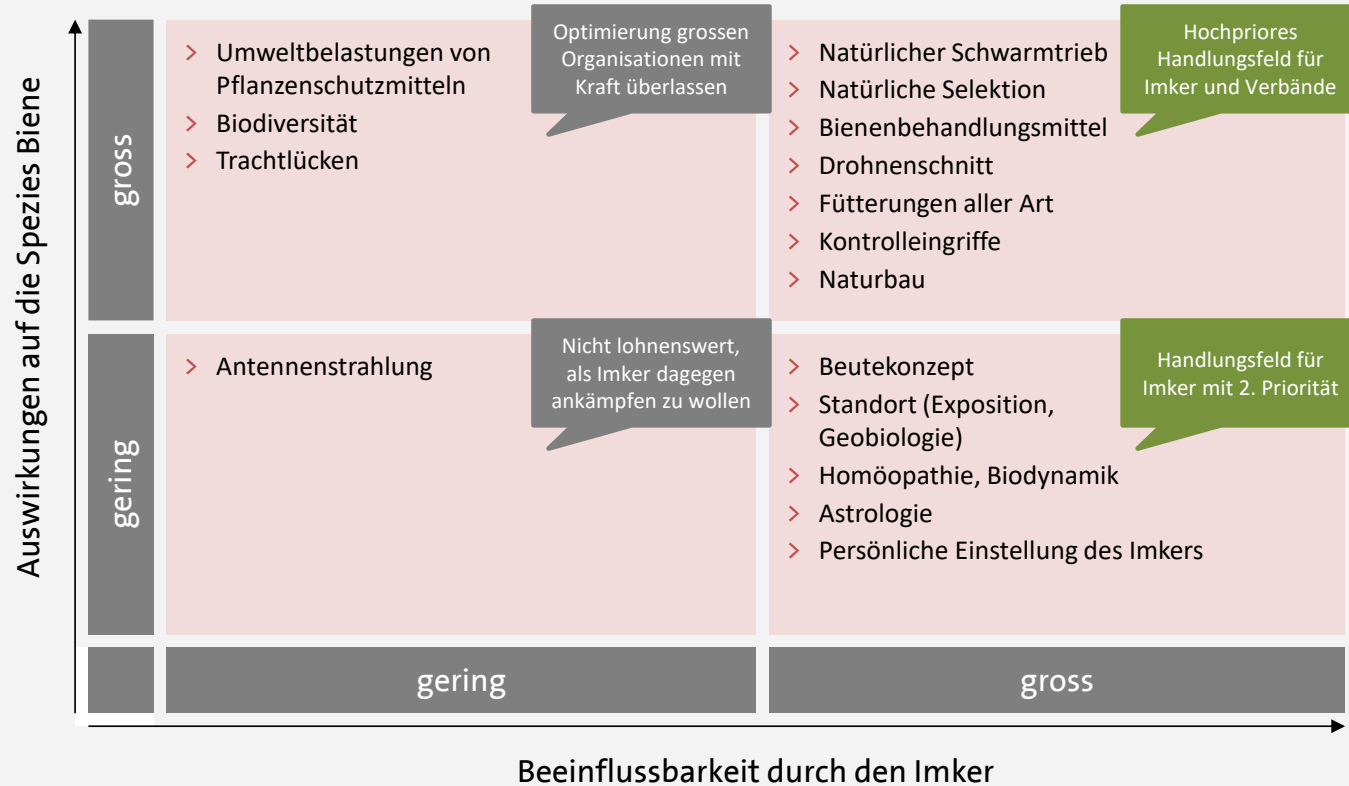 Auswirkungen auf die Spezies Biene
gross
> Umweltbelastungen von
Pflanzenschutzmitteln
> Biodiversität
> Trachtlücken
Optimierung grossen
Organisationen mit
Kraft überlassen
> Natürlicher Schwarmtrieb
> Natürliche Selektion
> Bienenbehandlungsmittel
> Drohnenschnitt
> Fütterungen aller Art
> Kontrolleingriffe
> Naturbau
Hochpriores
Handlungsfeld für
Imker und Verbände
gering
> Antennenstrahlung
Nicht lohnenswert,
als Imker dagegen
ankämpfen zu wollen
> Beutekonzept
> Standort (Exposition,
Geobiologie)
> Homöopathie, Biodynamik
> Astrologie
> Persönliche Einstellung des Imkers
Handlungsfeld für
Imker mit 2. Priorität
gering
gross
Beeinflussbarkeit durch den Imker